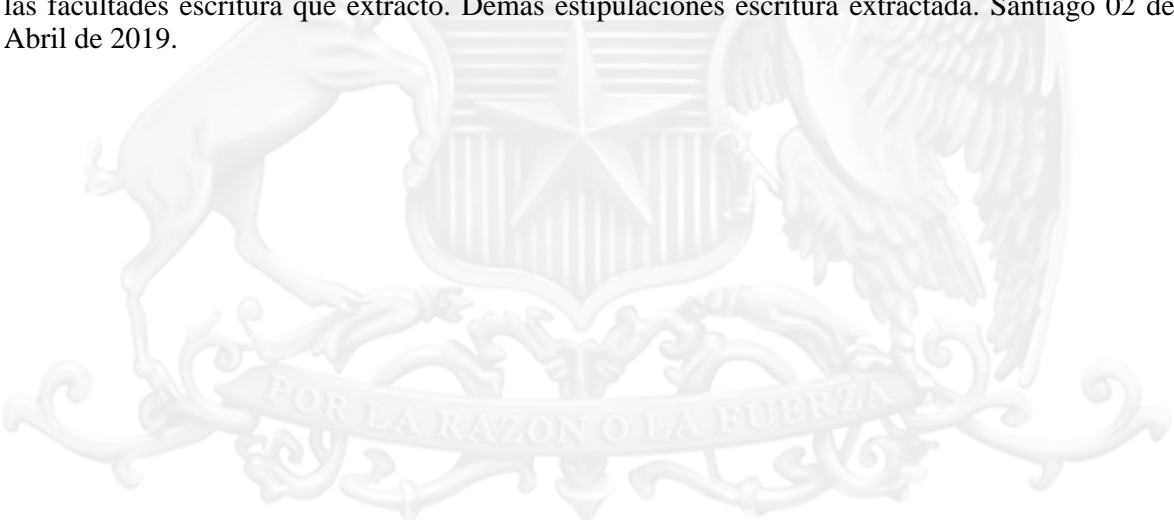 las facultades escritura que extracto. Demás estipulaciones escritura extractada. Santiago 02 de
Abril de 2019.
POR LA RAZON O LA FUERZA